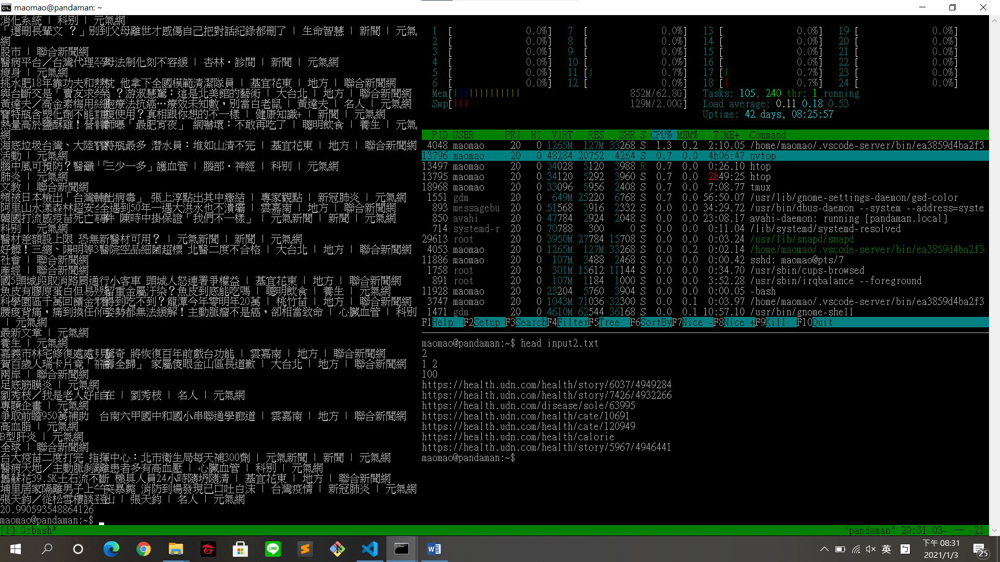 maomao@pandaman: ~
消化系統 | 科別 | 元氣網
「還刪長輩文 ？」別到父母離世才感傷自己把對話紀錄都刪了 | 生命智慧 | 新聞 | 元氣
網
股市 | 聯合新聞網
醫病平台／台灣代理孕母法制化刻不容緩 | 杏林・診間 | 新聞 | 元氣網
瘦身 | 元氣網
挑水肥18年靠功夫和熱忱 他拿下全國模範清潔隊員 | 基宜花東 | 地方 | 聯合新聞網
與台斷交是「賣友求榮」？游淑慧驚：這是北美館的藝術 | 大台北 | 地方 | 聯合新聞網
黃達夫／高金素梅用細胞療法抗癌…療效未知數，別當白老鼠 | 黃達夫 | 名人 | 元氣網
寶特瓶含塑化劑不能重複使用？真相跟你想的不一樣 | 健康知識+ | 新聞 | 元氣網
熱量高於鹽酥雞！營養師曝「最肥宵夜」 網嚇壞：不敢再吃了 | 聰明飲食 | 養生 | 元氣
網
海底垃圾台灣、大陸寶特瓶最多 潛水員：堆如山清不完 | 基宜花東 | 地方 | 聯合新聞網
活動 | 元氣網
腦中風可預防？醫籲「三少一多」護血管 | 腦部・神經 | 科別 | 元氣網
肺炎 | 元氣網
文教 | 聯合新聞網
頻被日本檢出「台灣輸出病毒」 張上淳點出其中癥結 | 專家觀點 | 新冠肺炎 | 元氣網
阿里山水漾森林超安全 遇到50年一遇大洪水也不潰壩 | 雲嘉南 | 地方 | 聯合新聞網
韓國打流感疫苗死亡事件 陳時中掛保證「我們不一樣」 | 元氣新聞 | 新聞 | 元氣網
科別 | 元氣網
醫材差額設上限 恐無新醫材可用？ | 元氣新聞 | 新聞 | 元氣網
好髒！三總、陽明等3醫院空品細菌超標 北醫二度不合格 | 大台北 | 地方 | 聯合新聞網
社會 | 聯合新聞網
產經 | 聯合新聞網
國5頭城段取消路肩通行小客車 頭城人怒連署爭權益 | 基宜花東 | 地方 | 聯合新聞網
魚皮有膠原蛋白但易殘留重金屬汙染？魚皮到底能吃嗎 | 聰明飲食 | 養生 | 元氣網
科學園區千萬回饋金看得到吃不到？龍潭今年零明年20萬 | 桃竹苗 | 地方 | 聯合新聞網
腰痠背痛，痛到換任何姿勢都無法緩解！主動脈瘤不是癌，卻相當致命 | 心臟血管 | 科別
 | 元氣網
最新文章 | 元氣網
養生 | 元氣網
嘉義市林宅修復處處見驚奇 將恢復百年前戲台功能 | 雲嘉南 | 地方 | 聯合新聞網
賀百歲人瑞卡片竟「福壽全歸」 家屬傻眼金山區長道歉 | 大台北 | 地方 | 聯合新聞網
兩岸 | 聯合新聞網
足底筋膜炎 | 元氣網
劉秀枝／我是老人好自在 | 劉秀枝 | 名人 | 元氣網
專題企畫 | 元氣網
爭取前瞻950萬補助 台南六甲國中和國小串聯通學廊道 | 雲嘉南 | 地方 | 聯合新聞網
高血脂 | 元氣網
B型肝炎 | 元氣網
全球 | 聯合新聞網
台大疫苗二度打完 指揮中心：北市衛生局每天補300劑 | 元氣新聞 | 新聞 | 元氣網
醫病天地／主動脈剝離患者多有高血壓 | 心臟血管 | 科別 | 元氣網
舊蘇花39.5K土石流不斷 機具人員24小時隨坍隨清 | 基宜花東 | 地方 | 聯合新聞網
埔里居家隔離男子上午突暴斃 消防到場發現已口吐白沫 | 台灣疫情 | 新冠肺炎 | 元氣網
張天鈞／從松雪樓談登山 | 張天鈞 | 名人 | 元氣網
20.990593548864126
maomao@pandaman:~$
1 [ 0.0%] 7 [ 0.0%] 13 [ 0.0%] 19 [ 0.0%]
2 [ 0.0%] 8 [ 0.0%] 14 [ 0.0%] 20 [ 0.0%]
3 [ 0.0%] 9 [ 0.0%] 15 [ 0.0%] 21 [ 0.0%]
4 [ 0.0%] 10 [ 0.0%] 16 [ 0.0%] 22 [ 0.0%]
5 [ 0.0%] 11 [| 0.7%] 17 [| 0.7%] 23 [ 0.0%]
6 [ 0.0%] 12 [ 0.0%] 18 [| 0.7%] 24 [ 0.0%]
Mem[||||||||||||| 852M/62.8G] Tasks: 105, 240 thr; 1 running
Swp[||| 129M/2.00G] Load average: 0.11 0.18 0.53
Uptime: 42 days, 08:25:57
PID USER PRI NI VIRT RES SHR S CPU% MEM% TIME+ Command
4048 maomao 20 0 1265M 127M 33268 S 1.3 0.2 2:10.05 /home/maomao/.vscode-server/bin/ea3859d4ba2f3
13796 maomao 20 0 48284 20752 4264 S 0.7 0.0 4h06:47 nvtop
13497 maomao 20 0 34028 5120 3988 R 0.7 0.0 0:26.10 htop
13795 maomao 20 0 34120 5292 3960 S 0.7 0.0 2h49:25 htop
18968 maomao 20 0 33096 5956 2408 S 0.7 0.0 7:08.77 tmux
1551 gdm 20 0 649M 25220 6768 S 0.7 0.0 56:50.07 /usr/lib/gnome-settings-daemon/gsd-color
893 messagebu 20 0 51568 3916 2332 S 0.0 0.0 34:29.72 /usr/bin/dbus-daemon --system --address=syste
850 avahi 20 0 47784 2924 2048 S 0.0 0.0 23:08.17 avahi-daemon: running [pandaman.local]
714 systemd-r 20 0 70788 300 0 S 0.0 0.0 0:11.04 /lib/systemd/systemd-resolved
29613 root 20 0 3950M 27784 15708 S 0.0 0.0 0:03.24 /usr/lib/snapd/snapd
4053 maomao 20 0 1265M 127M 33268 S 0.0 0.2 0:02.14 /home/maomao/.vscode-server/bin/ea3859d4ba2f3
11886 maomao 20 0 107M 3488 2468 S 0.0 0.0 0:00.42 sshd: maomao@pts/7
1758 root 20 0 301M 15612 11144 S 0.0 0.0 0:34.70 /usr/sbin/cups-browsed
891 root 20 0 107M 1184 1000 S 0.0 0.0 3:52.28 /usr/sbin/irqbalance --foreground
11928 maomao 20 0 23204 5760 3904 S 0.0 0.0 0:00.05 -bash
3747 maomao 20 0 1043M 71036 32300 S 0.0 0.1 0:03.97 /home/maomao/.vscode-server/bin/ea3859d4ba2f3
1471 gdm 20 0 4610M 62544 36168 S 0.0 0.1 10:57.10 /usr/bin/gnome-shell
F1Help F2Setup F3SearchF4FilterF5Tree F6SortByF7Nice -F8Nice +F9Kill F10Quit
maomao@pandaman:~$ head input2.txt
2
1 2
100
https://health.udn.com/health/story/6037/4949284
https://health.udn.com/health/story/7426/4932266
https://health.udn.com/disease/sole/63995
https://health.udn.com/health/cate/10691
https://health.udn.com/health/cate/120949
https://health.udn.com/health/calorie
https://health.udn.com/health/story/5967/4946441
maomao@pandaman:~$
[1] 0:bash* "pandaman" 20:31 03- 一 -21
LINE
英
下午 08:31
2021/1/3
25